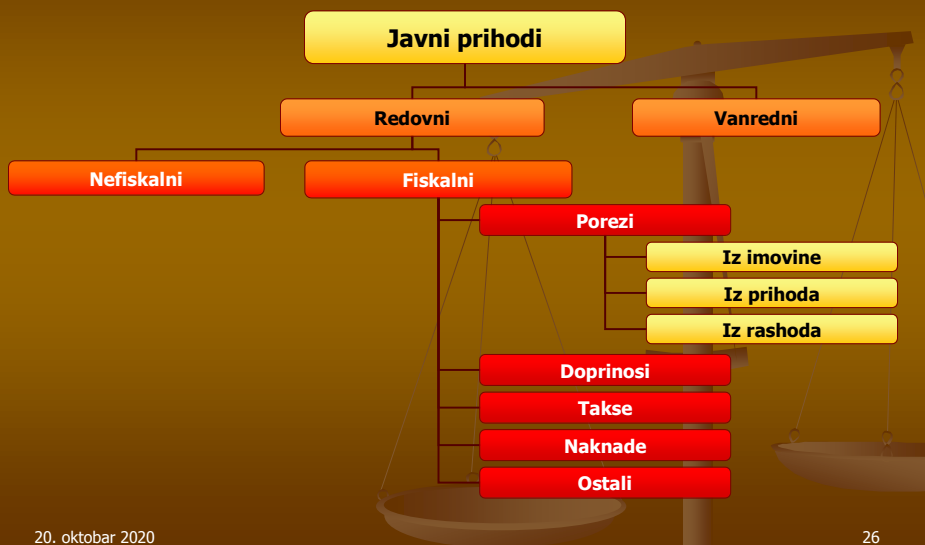 Javni prihodi
Redovni
Vanredni
Nefiskalni
Fiskalni
Porezi
Iz imovine
Iz prihoda
Iz rashoda
Doprinosi
Takse
Naknade
Ostali
20. oktobar 2020
26